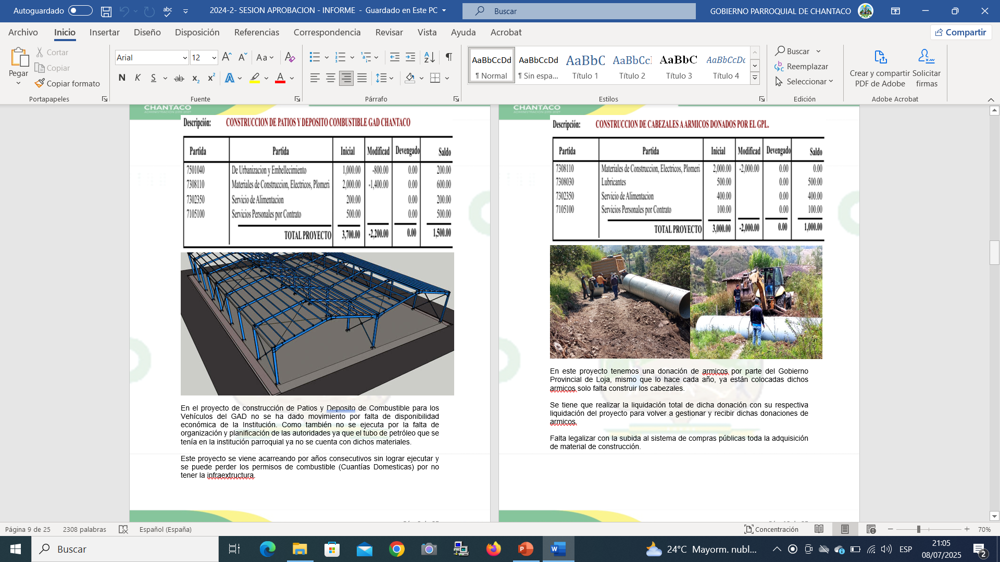 Autoguardado
2024-2- SESION APROBACION - INFORME - Guardado en Este PC
Buscar
GOBIERNO PARROQUIAL DE CHANTACO
Archivo Inicio Insertar Diseño Disposición Referencias Correspondencia Revisar Vista Ayuda Acrobat
Compartir
Pegar
Cortar
Copiar
Copiar formato
Portapapeles
Arial 12
N K S ab x₂ x² A A
Fuente
Párrafo
AaBbCcDd AaBbCcDd AaBbC AaBbCcI AaBbC AaBbCcDc
¶ Normal ¶ Sin espa... Título 1 Título 2 Título 3 Título 4
Estilos
Buscar
Reemplazar
Seleccionar
Edición
Crear y compartir PDF de Adobe
Solicitar firmas
Adobe Acrobat
CHANTACO
Descripción: CONSTRUCCION DE PATIOS Y DEPOSITO COMBUSTIBLE GAD CHANTACO
Partida Partida Inicial Modificad Devengado Saldo
7501040 De Urbanizacion y Embellecimiento 1,000.00 -800.00 0.00 200.00
7308110 Materiales de Construccion, Electricos, Plomeri 2,000.00 -1,400.00 0.00 600.00
7302350 Servicio de Alimentacion 200.00 0.00 200.00
7105100 Servicios Personales por Contrato 500.00 0.00 500.00
TOTAL PROYECTO 3,700.00 -2,200.00 0.00 1,500.00
En el proyecto de construcción de Patios y Deposito de Combustible para los
Vehículos del GAD no se ha dado movimiento por falta de disponibilidad
económica de la Institución. Como también no se ejecuta por la falta de
organización y planificación de las autoridades ya que el tubo de petróleo que se
tenía en la institución parroquial ya no se cuenta con dichos materiales.
Este proyecto se viene acarreando por años consecutivos sin lograr ejecutar y
se puede perder los permisos de combustible (Cuantías Domesticas) por no
tener la infraextructura.
CHANTACO
Descripción: CONSTRUCCION DE CABEZALES A ARMICOS DONADOS POR EL GPL.
Partida Partida Inicial Modificad Devengado Saldo
7308110 Materiales de Construccion, Electricos, Plomeri 2,000.00 -2,000.00 0.00 0.00
7308030 Lubricantes 500.00 0.00 500.00
7302350 Servicio de Alimentacion 400.00 0.00 400.00
7105100 Servicios Personales por Contrato 100.00 0.00 100.00
TOTAL PROYECTO 3,000.00 -2,000.00 0.00 1,000.00
En este proyecto tenemos una donación de armicos por parte del Gobierno
Provincial de Loja, mismo que lo hace cada año, ya están colocadas dichos
armicos solo falta construir los cabezales.
Se tiene que realizar la liquidación total de dicha donación con su respectiva
liquidación del proyecto para volver a gestionar y recibir dichas donaciones de
armicos.
Falta legalizar con la subida al sistema de compras públicas toda la adquisición
de material de construcción.
Página 9 de 25 2308 palabras Español (España)
Concentración
70%
Buscar
24°C Mayorm. nubl...
ESP
21:05
08/07/2025
2